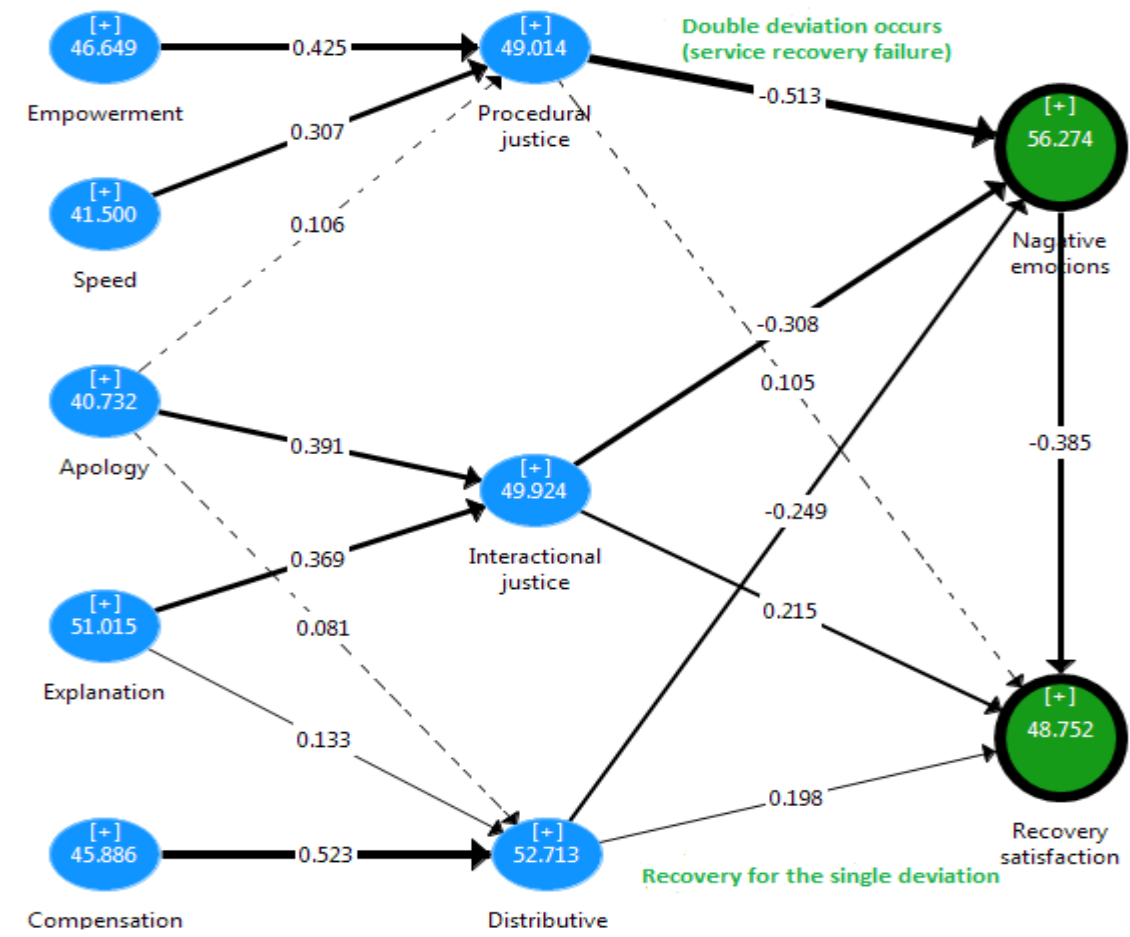 [+]
46.649
Empowerment
0.425
[+]
49.014
Procedural
justice
Double deviation occurs
(service recovery failure)
-0.513
[+]
56.274
Nagative
emotions
0.307
[+]
41.500
Speed
0.106
[+]
40.732
Apology
0.391
-0.308
0.105
-0.385
[+]
49.924
Interactional
justice
-0.249
0.369
[+]
51.015
Explanation
0.081
0.215
0.133
[+]
48.752
Recovery
satisfaction
0.198
[+]
45.886
Compensation
0.523
[+]
52.713
Distributive
Recovery for the single deviation